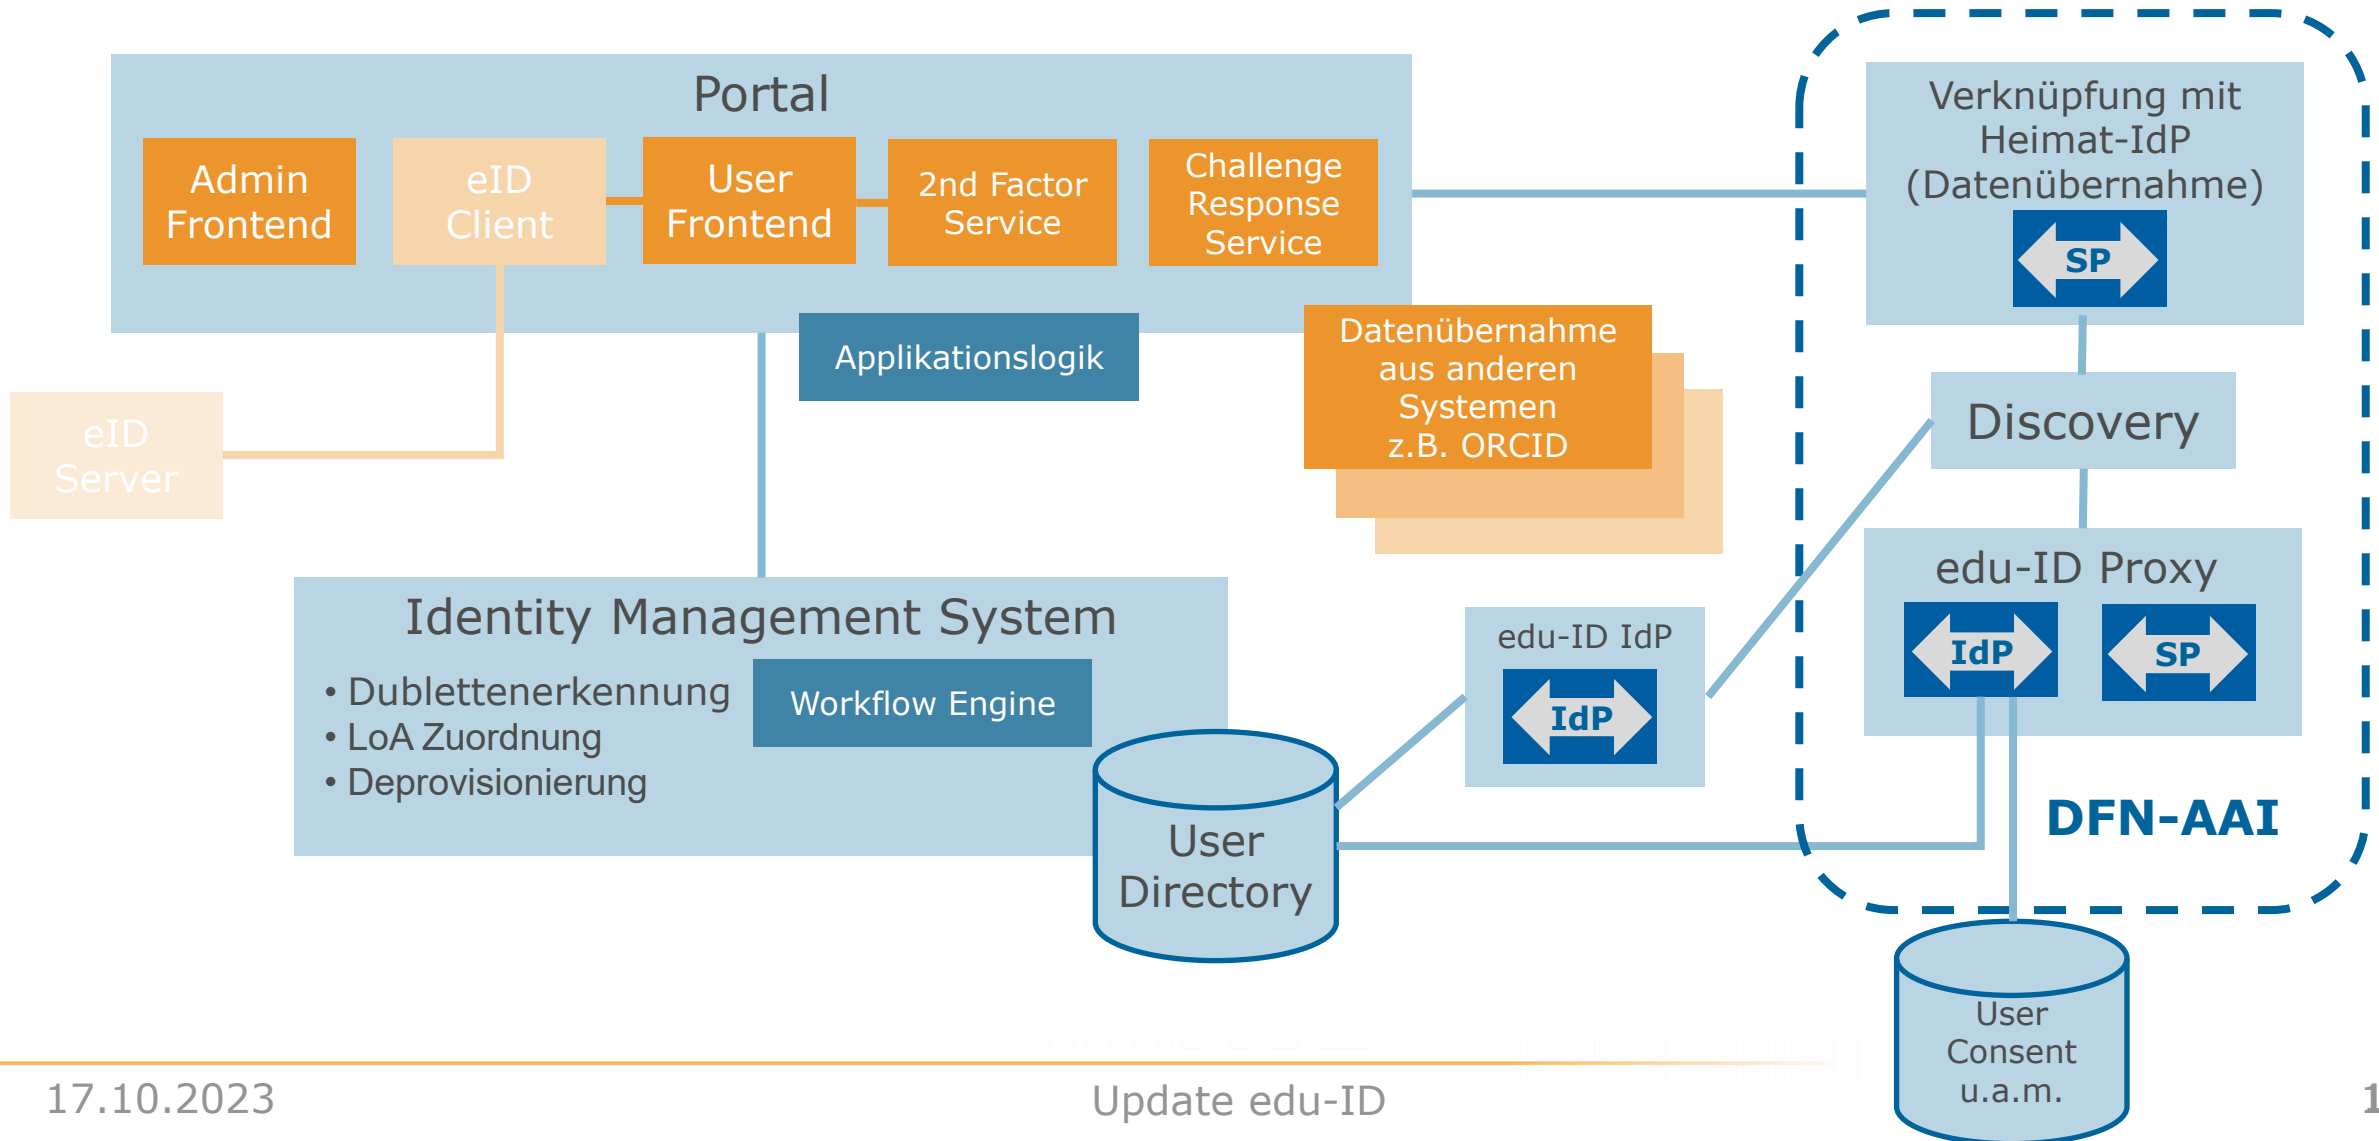 Portal
Admin
Frontend
eID
Client
User
Frontend
2nd Factor
Service
Challenge
Response
Service
Applikationslogik
Datenübernahme
aus anderen
Systemen
z.B. ORCID
eID
Server
Verknüpfung mit
Heimat-IdP
(Datenübernahme)
SP
Discovery
edu-ID Proxy
IdP
SP
DFN-AAI
Identity Management System
• Dublettenerkennung
• LoA Zuordnung
• Deprovisionierung
Workflow Engine
User
Directory
edu-ID IdP
IdP
User
Consent
u.a.m.
17.10.2023
Update edu-ID
1